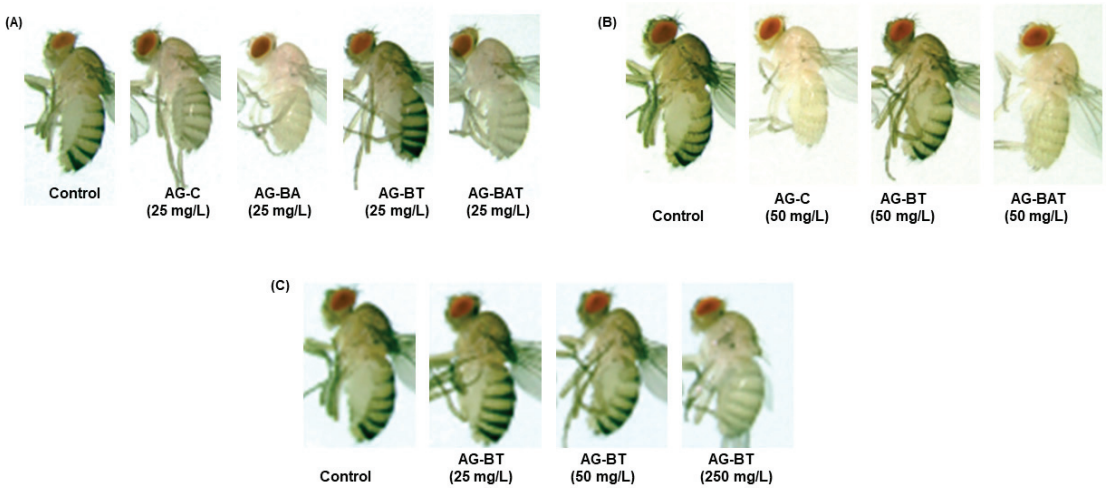 (A)
Control
AG-C
(25 mg/L)
AG-BA
(25 mg/L)
AG-BT
(25 mg/L)
AG-BAT
(25 mg/L)
(B)
Control
AG-C
(50 mg/L)
AG-BT
(50 mg/L)
AG-BAT
(50 mg/L)
(C)
Control
AG-BT
(25 mg/L)
AG-BT
(50 mg/L)
AG-BT
(250 mg/L)